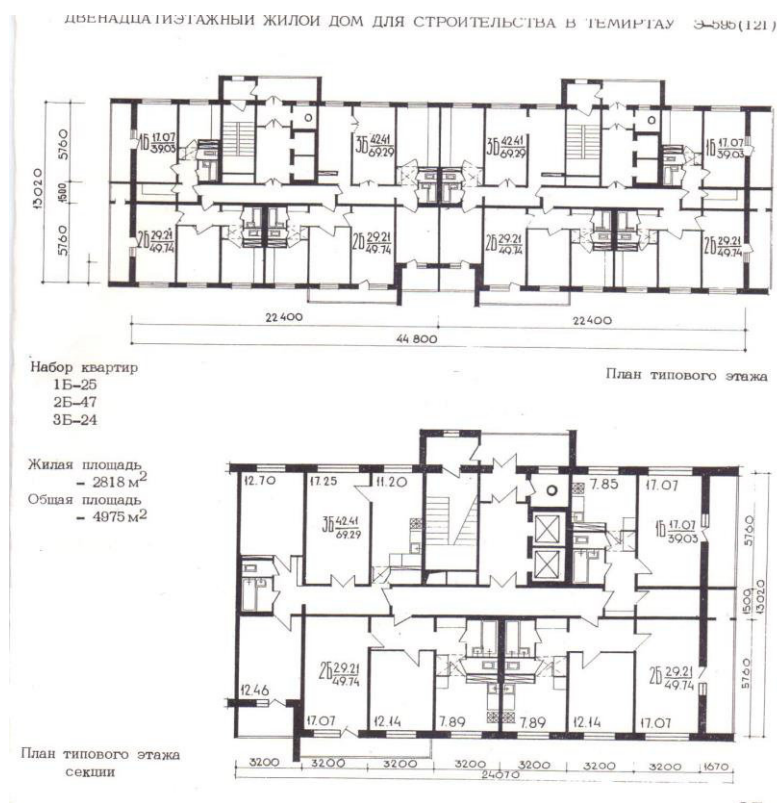 ДВЕНАДЦАТИЭТАЖНЫЙ ЖИЛОЙ ДОМ ДЛЯ СТРОИТЕЛЬСТВА В ТЕМИРТАУ Э-595(121)
13020
5760
1500
5760
1Б 17.07
39.03
3Б 42.41
69.29
3Б 42.41
69.29
1Б 17.07
39.03
2Б 29.21
49.74
2Б 29.21
49.74
2Б 29.21
49.74
2Б 29.21
49.74
22400
22400
44 800
План типового этажа
Набор квартир
1Б-25
2Б-47
3Б-24
Жилая площадь
- 2818 м²
Общая площадь
- 4975 м²
12.70
17.25
11.20
7.85
17.07
3Б 42.41
69.29
1Б 17.07
39.03
5760
1500
5760
13020
2Б 29.21
49.74
2Б 29.21
49.74
12.46
17.07
12.14
7.89
7.89
12.14
17.07
3200
3200
3200
3200
3200
3200
3200
1670
24070
План типового этажа
секции